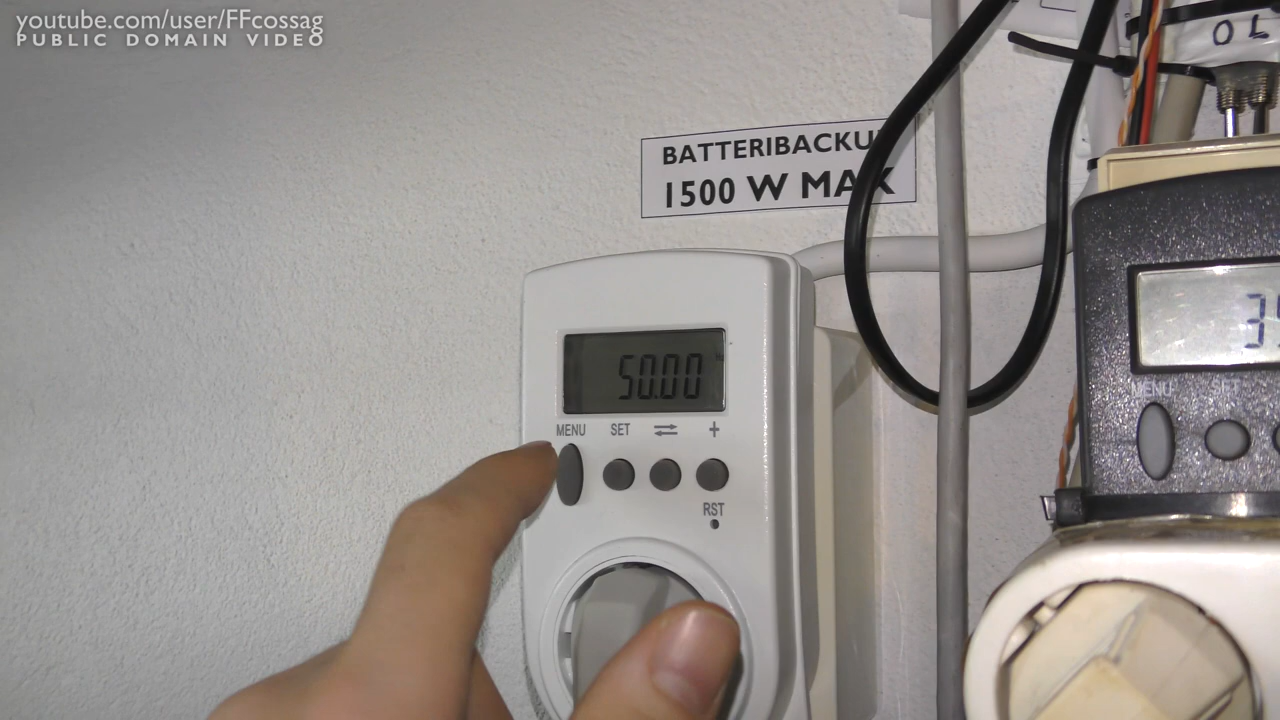 youtube.com/user/FFcossag
PUBLIC DOMAIN VIDEO
BATTERIBACKU
1500 W MAX
50.00
MENU SET ⇄ +
RST
MENU SET